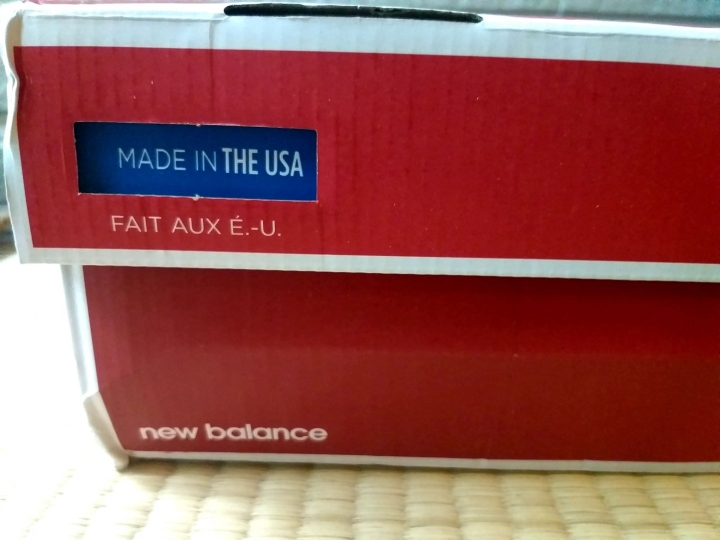 MADE IN THE USA
FAIT AUX É.-U.
new balance